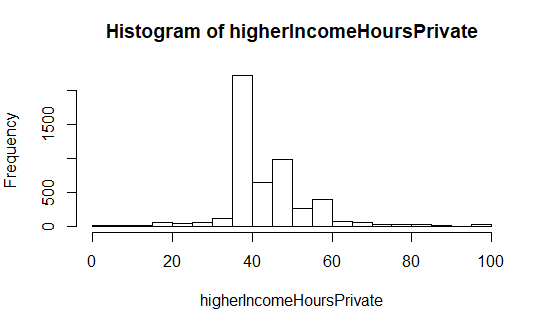 Histogram of higherIncomeHoursPrivate
Frequency
1500
500
0
0 20 40 60 80 100
higherIncomeHoursPrivate